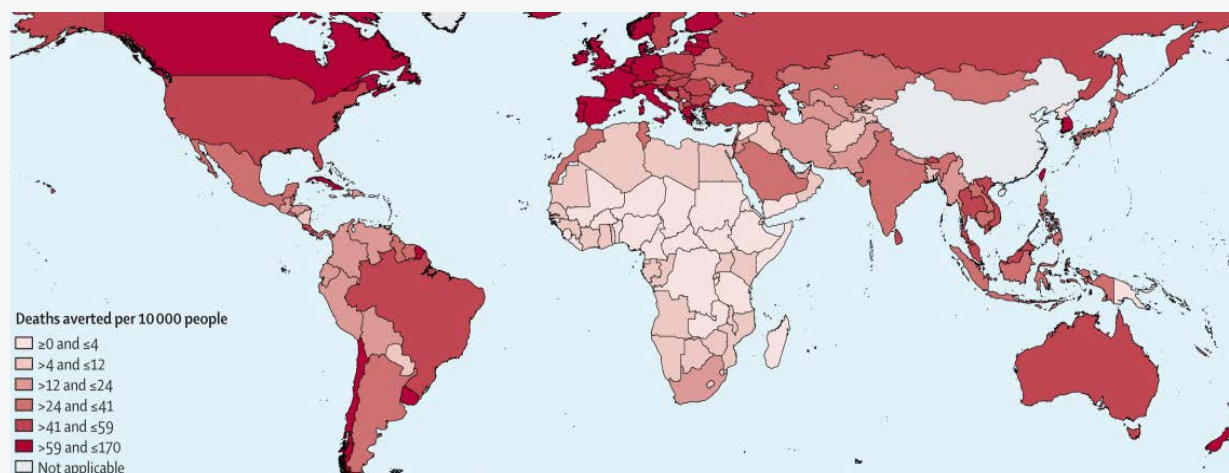 Deaths averted per 10 000 people
≥0 and ≤4
>4 and ≤12
>12 and ≤24
>24 and ≤41
>41 and ≤59
>59 and ≤170
Not applicable